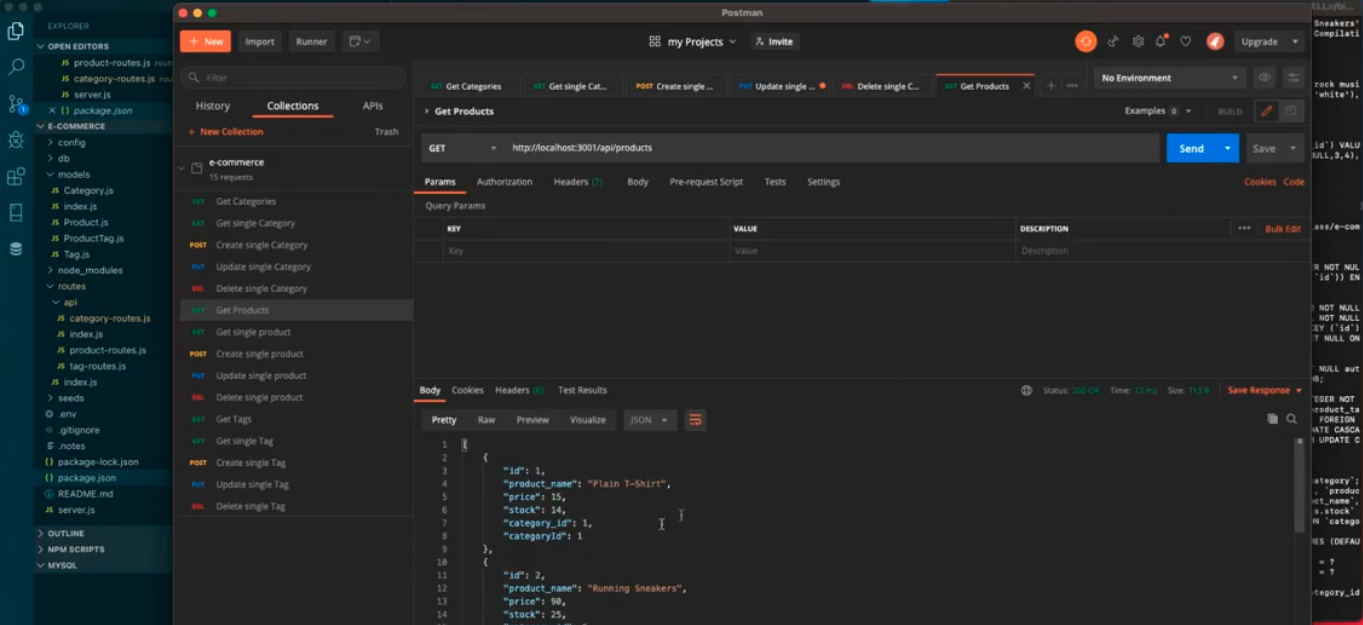 Postman
EXPLORER
OPEN EDITORS
JS product-routes.js
JS category-routes.js
JS server.js
{} package.json
E-COMMERCE
config
db
models
JS Category.js
JS index.js
JS Product.js
JS ProductTag.js
JS Tag.js
node_modules
routes
api
JS category-routes.js
JS index.js
JS product-routes.js
JS tag-routes.js
JS index.js
seeds
.env
.gitignore
.notes
{} package-lock.json
{} package.json
README.md
JS server.js
OUTLINE
NPM SCRIPTS
MYSQL
+ New
Import
Runner
my Projects
Invite
Upgrade
Filter
History
Collections
APIs
+ New Collection
Trash
e-commerce
15 requests
GET Get Categories
GET Get single Category
POST Create single Category
PUT Update single Category
DEL Delete single Category
GET Get Products
GET Get single product
POST Create single product
PUT Update single product
DEL Delete single product
GET Get Tags
GET Get single Tag
POST Create single Tag
PUT Update single Tag
DEL Delete single Tag
GET Get Categories
GET Get single Cat...
POST Create single ...
PUT Update single ...
DEL Delete single C...
GET Get Products
No Environment
Get Products
Examples 0
BUILD
GET
http://localhost:3001/api/products
Send
Save
Params
Authorization
Headers (7)
Body
Pre-request Script
Tests
Settings
Cookies
Code
Query Params
KEY
VALUE
DESCRIPTION
Bulk Edit
Key
Value
Description
Body
Cookies
Headers (6)
Test Results
Status: 200 OK
Time: 12 ms
Size: 713 B
Save Response
Pretty
Raw
Preview
Visualize
JSON
1 [
2 {
3 "id": 1,
4 "product_name": "Plain T-Shirt",
5 "price": 15,
6 "stock": 14,
7 "category_id": 1,
8 "categoryId": 1
9 },
10 {
11 "id": 2,
12 "product_name": "Running Sneakers",
13 "price": 90,
14 "stock": 25,
Sneakers'
Compilati
rock musi
'white'),
_id`) VALU
ULL,3,4),
ass/e-com
ER NOT NUL
`id`)) EN
NOT NULL
NOT NULL
KEY (`id`)
T NULL ON
NULL aut
TEGER NOT
product_ta
FOREIGN
DATE CASCA
UPDATE C
ategory`;
`produc
ct_name`,
s.stock`
ON `catego
ES (DEFAU
= ?
= ?
tegory_id